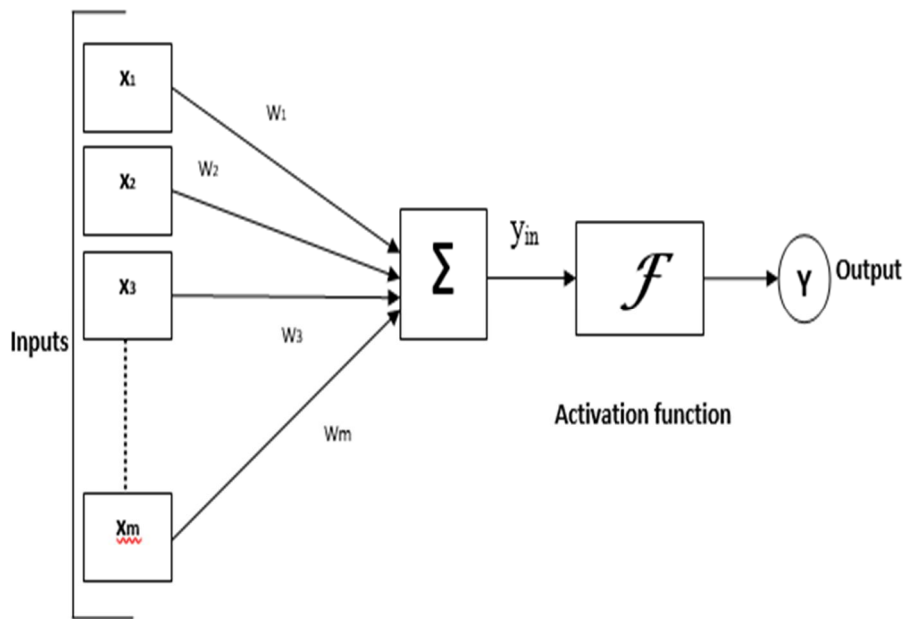 X1
W1
X2
W2
X3
Σ
yin
F
Y
Output
Inputs
W3
Activation function
Wm
Xm